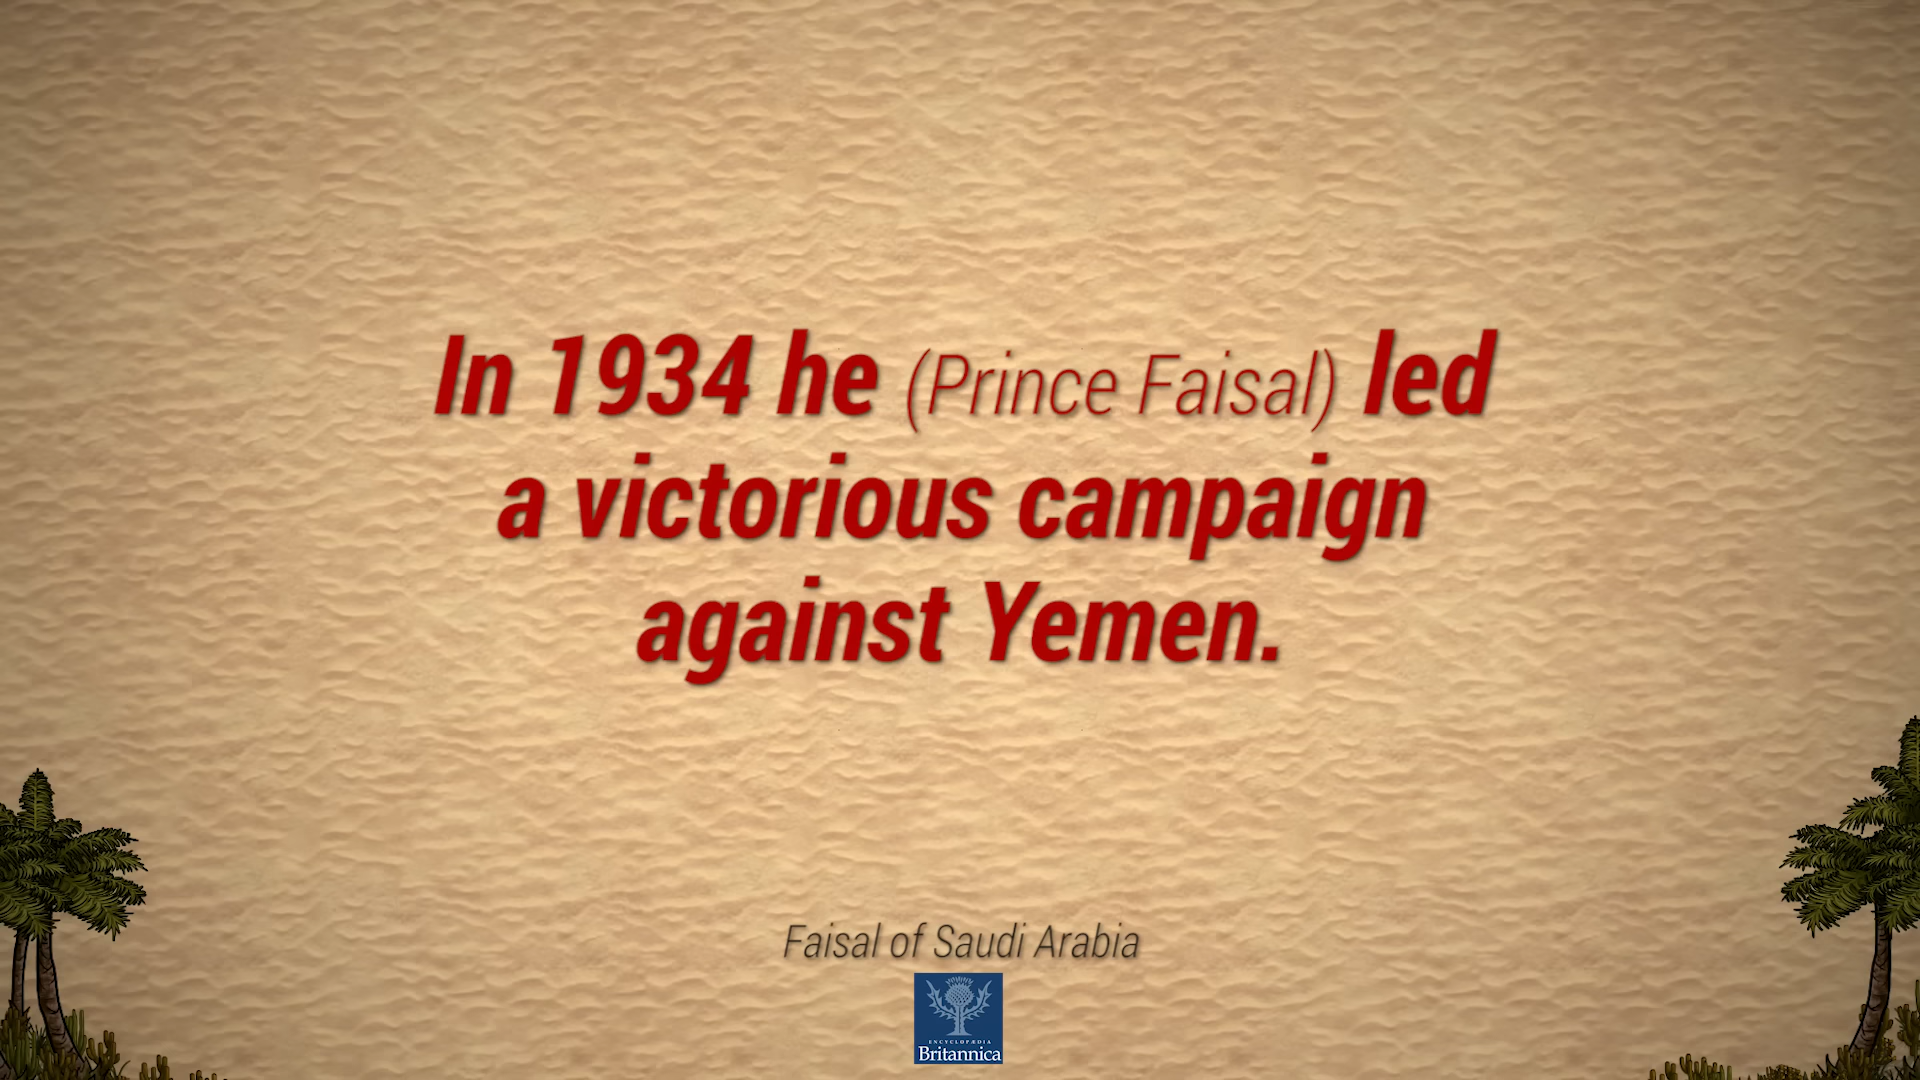 In 1934 he (Prince Faisal) led
a victorious campaign
against Yemen.
Faisal of Saudi Arabia
ENCYCLOPÆDIA
Britannica